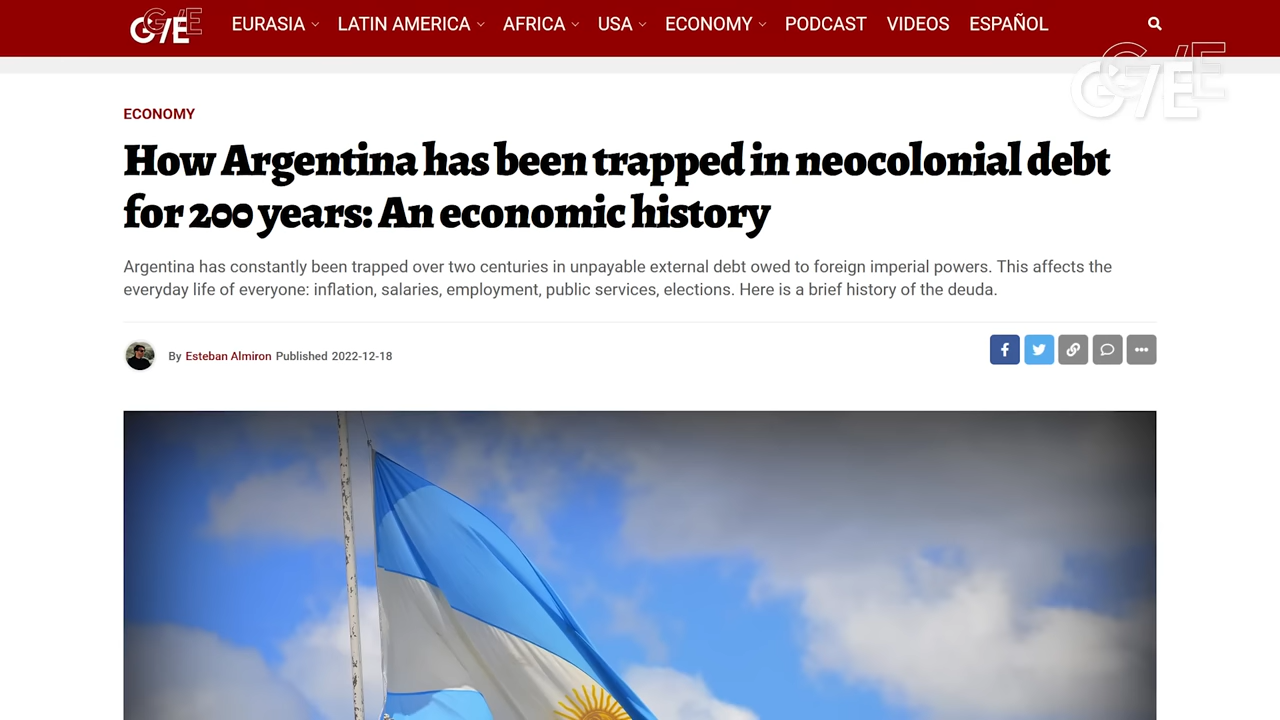 G/E EURASIA LATIN AMERICA AFRICA USA ECONOMY PODCAST VIDEOS ESPAÑOL
G/E
ECONOMY
How Argentina has been trapped in neocolonial debt
for 200 years: An economic history
Argentina has constantly been trapped over two centuries in unpayable external debt owed to foreign imperial powers. This affects the
everyday life of everyone: inflation, salaries, employment, public services, elections. Here is a brief history of the deuda.
By Esteban Almiron Published 2022-12-18